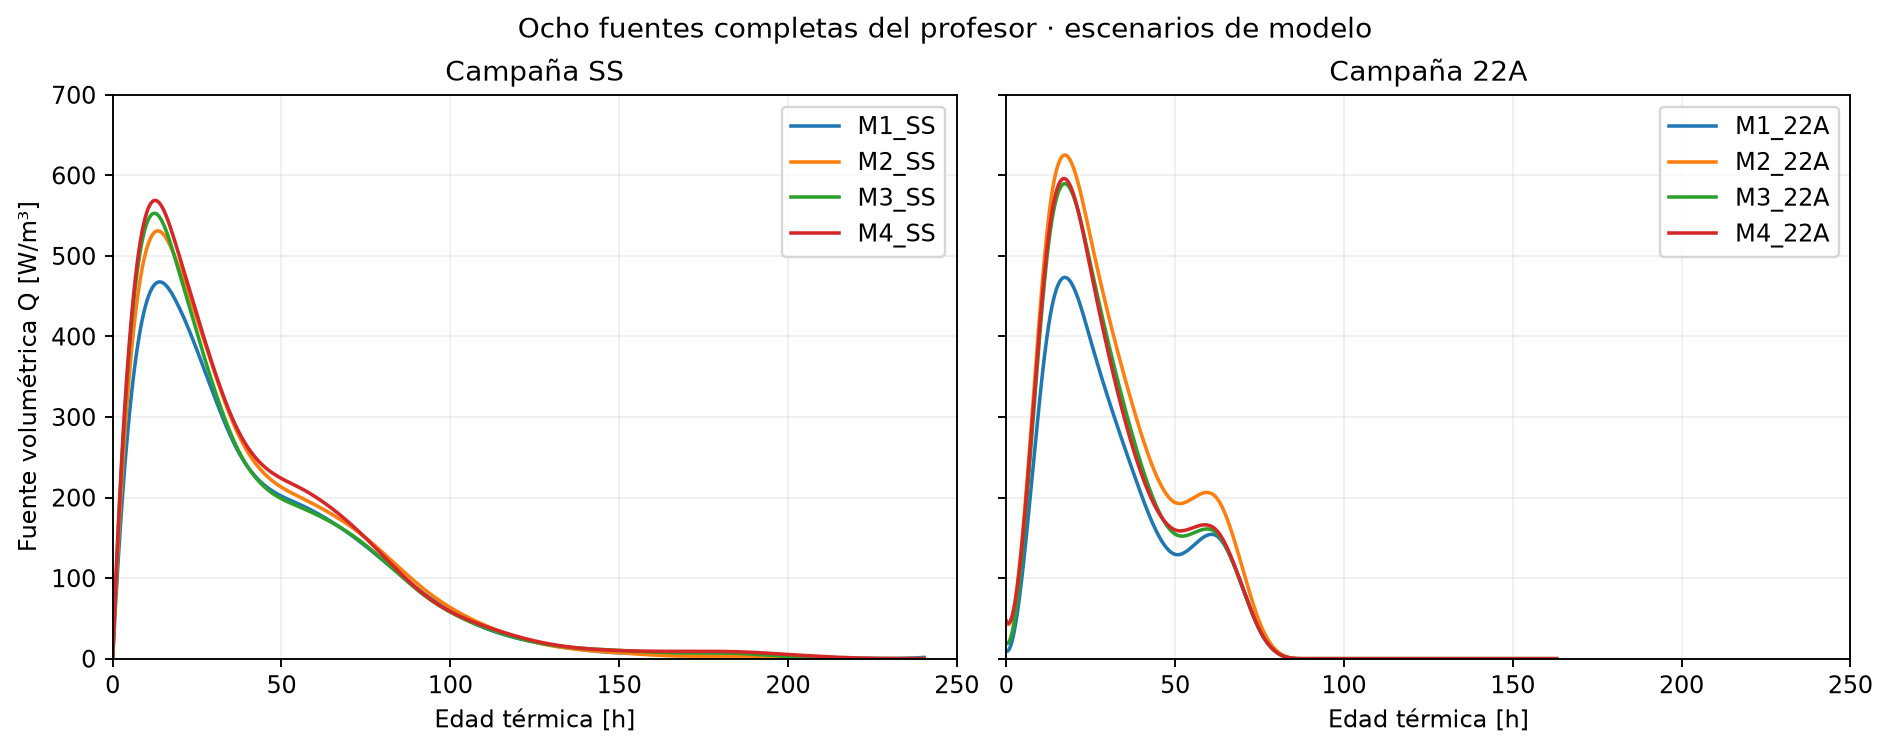 Ocho fuentes completas del profesor · escenarios de modelo
Campaña SS
700
600
500
400
300
200
100
0
Fuente volumétrica Q [W/m³]
M1_SS
M2_SS
M3_SS
M4_SS
0 50 100 150 200 250
Edad térmica [h]
Campaña 22A
M1_22A
M2_22A
M3_22A
M4_22A
0 50 100 150 200 250
Edad térmica [h]